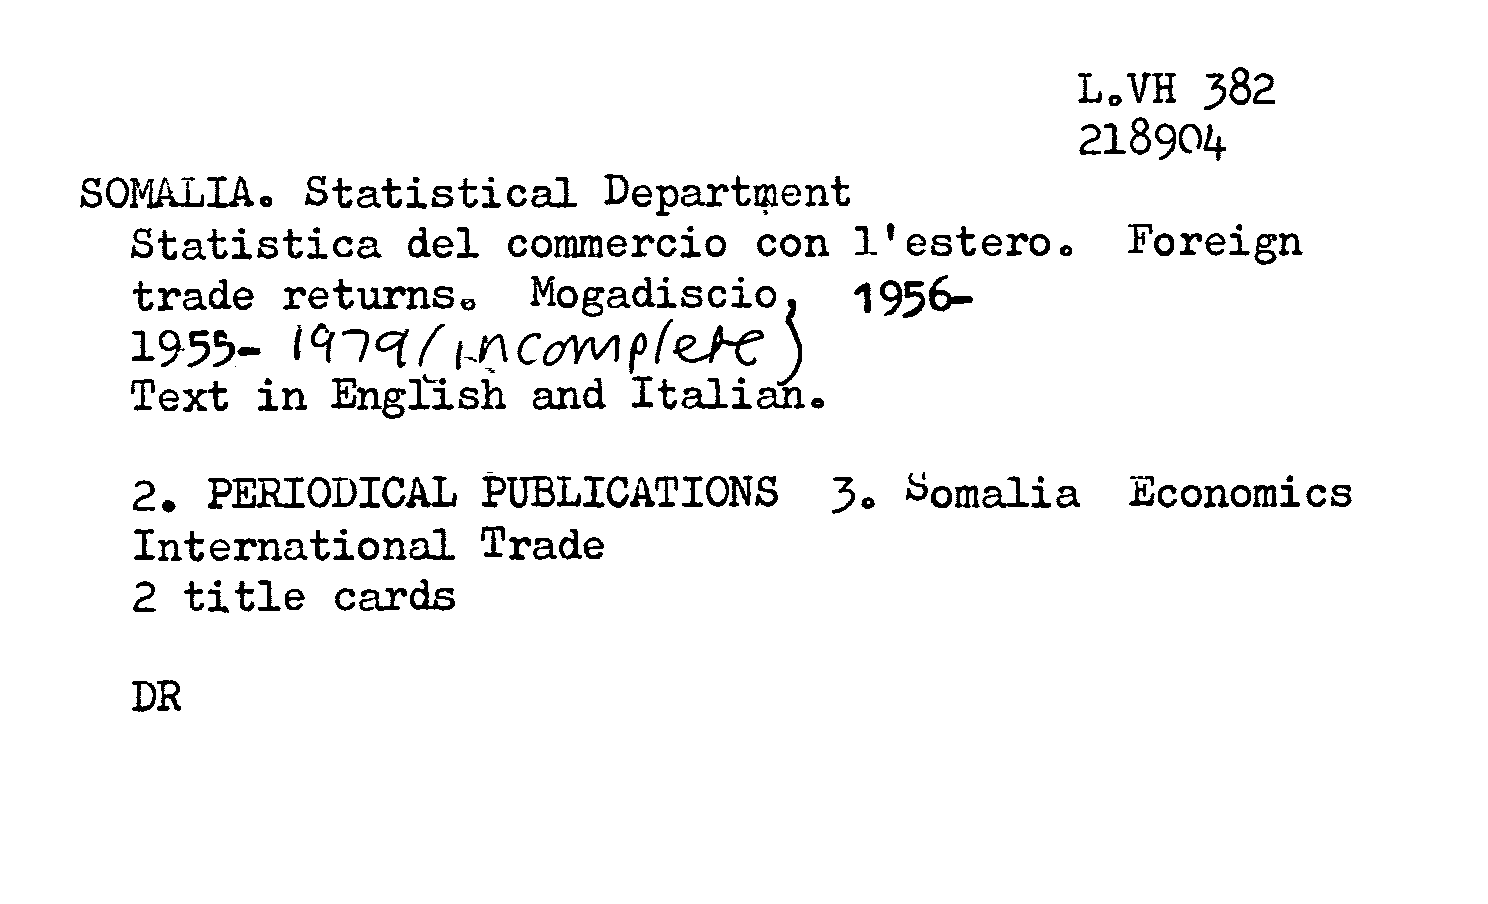 L.VH 382
218904
SOMALIA. Statistical Department
Statistica del commercio con l'estero. Foreign
trade returns. Mogadiscio, 1956-
1955- 1979 (incomplete)
Text in English and Italian.
2. PERIODICAL PUBLICATIONS 3. Somalia Economics
International Trade
2 title cards
DR